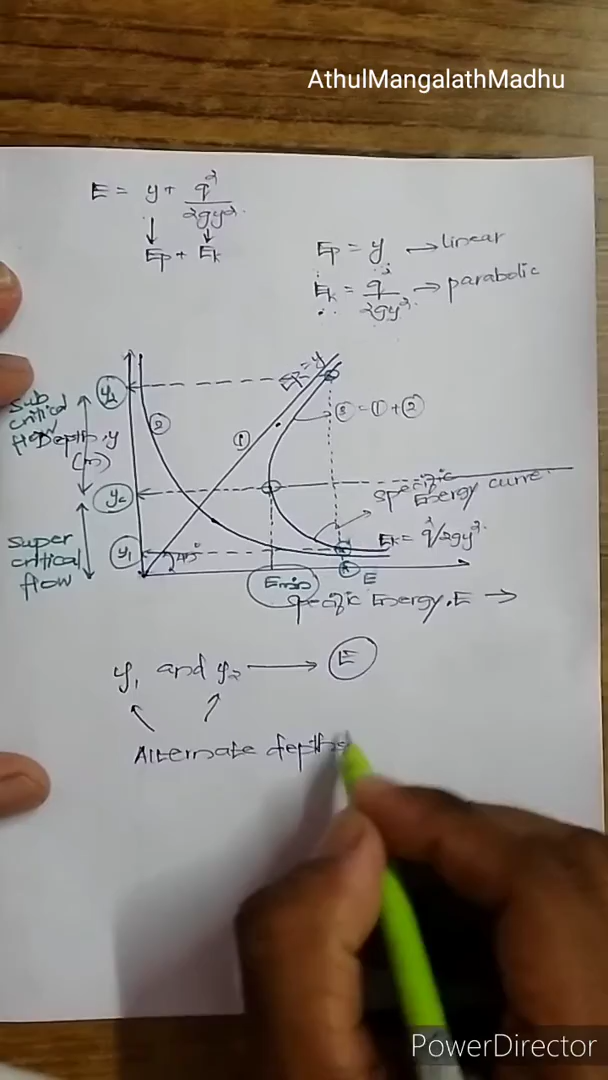 AthulMangalathMadhu
E = y + q²/2gy²
Ep + Ek
Ep = y → linear
Ek = q²/2gy² → parabolic
Ep = y
y₂
Sub
critical
flow
Depth, y
(m)
②
①
③ = ① + ②
Specific
Energy curve
yc
Super
critical
flow
y₁
45°
Ek = q²/2gy²
Emin
E
Specific Energy, E →
y₁ and y₂ → E
Alternate depths
PowerDirector